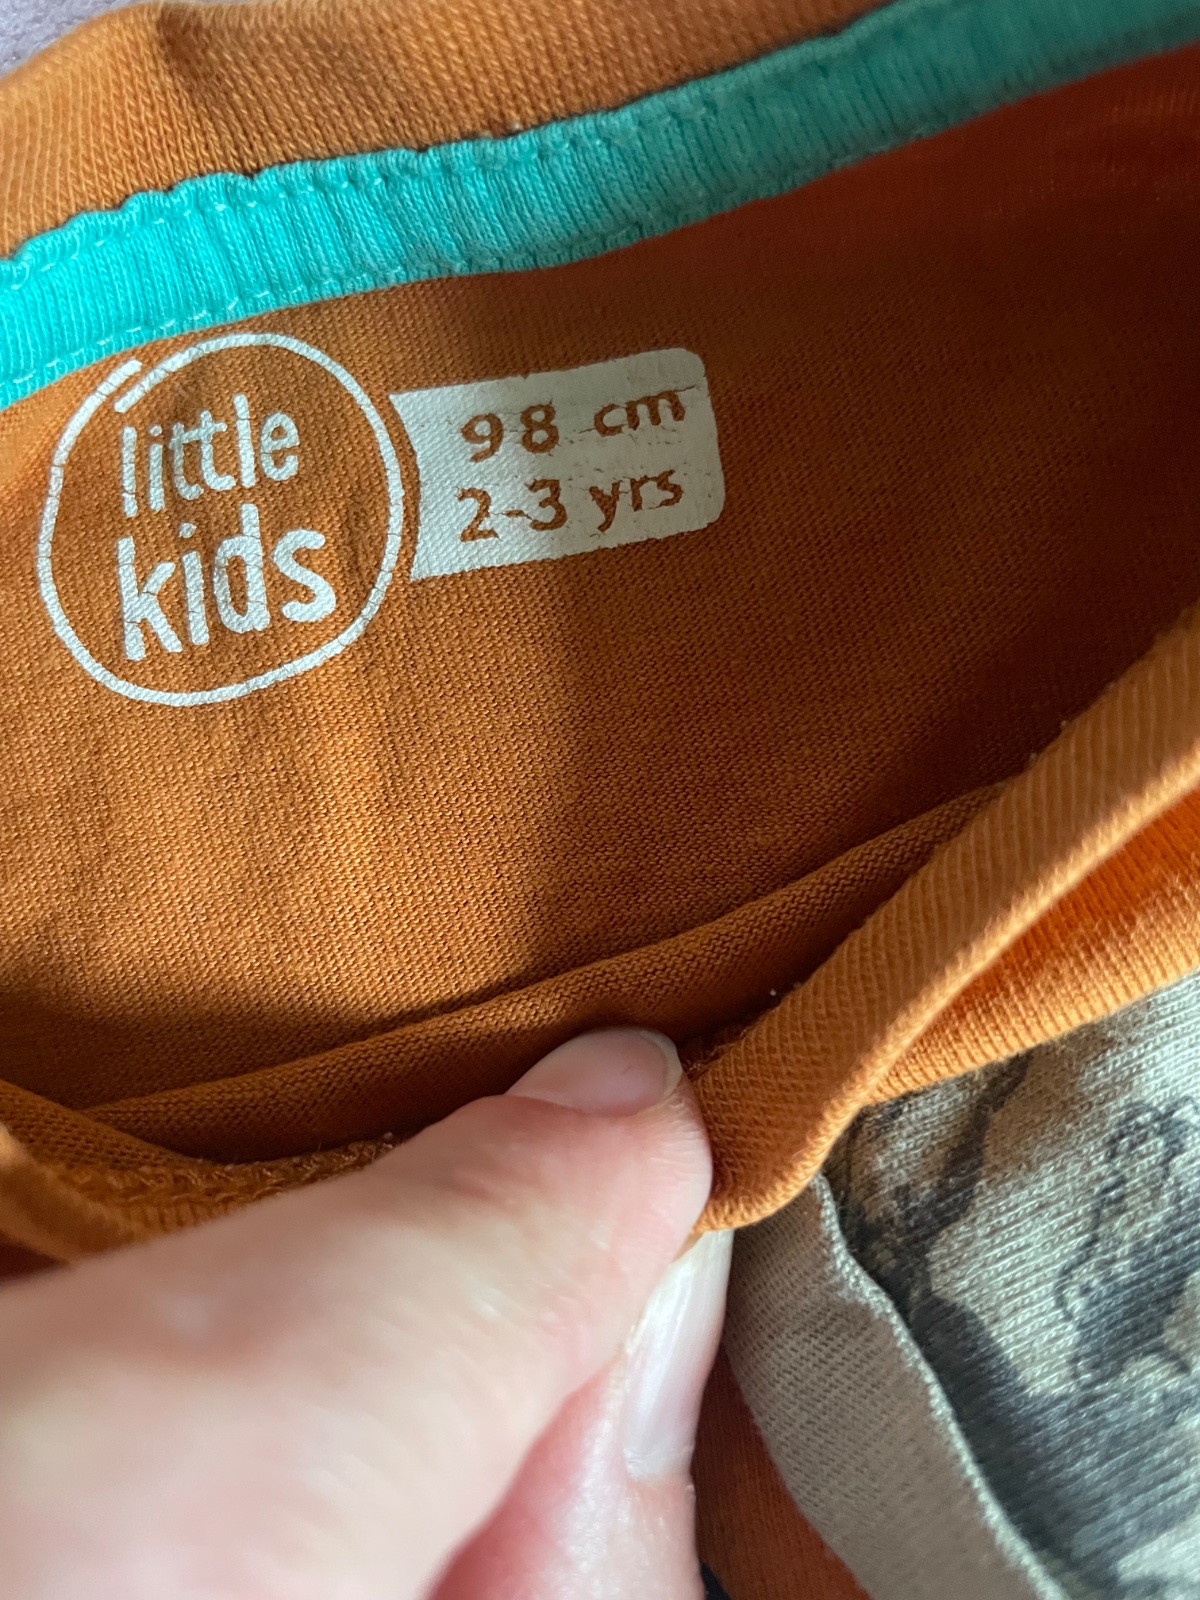 little
kids
98 cm
2-3 yrs